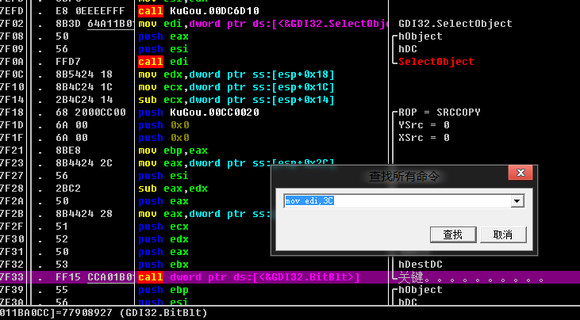 7EFD . E8 0EEEFFFF call KuGou.00DC6D10
7F02 . 8B3D 64A11B01 mov edi,dword ptr ds:[<&GDI32.SelectObject GDI32.SelectObject
7F08 . 50 push eax hObject
7F09 . 56 push esi hDC
7F0A . FFD7 call edi SelectObject
7F0C . 8B5424 18 mov edx,dword ptr ss:[esp+0x18]
7F10 . 8B4C24 1C mov ecx,dword ptr ss:[esp+0x1C]
7F14 . 2B4C24 14 sub ecx,dword ptr ss:[esp+0x14]
7F18 . 68 2000CC00 push KuGou.00CC0020 ROP = SRCCOPY
7F1D . 6A 00 push 0x0 YSrc = 0
7F1F . 6A 00 push 0x0 XSrc = 0
7F21 . 8BE8 mov ebp,eax
7F23 . 8B4424 2C mov eax,dword ptr ss:[esp+0x2C]
7F27 . 56 push esi
7F28 . 2BC2 sub eax,edx
7F2A . 50 push eax
7F2B . 8B4424 28 mov eax,dword ptr ss:
7F2F . 51 push ecx
7F30 . 52 push edx
7F31 . 50 push eax
7F32 . 53 push ebx hDestDC
7F33 . FF15 CCA01B01 call dword ptr ds:[<&GDI32.BitBlt>] 关键。。。。。。。。。。
7F39 . 55 push ebp hObject
7F3A . 56 push esi hDC
查找所有命令
mov edi,3C
查找 取消
011BA0CC]=77908927 (GDI32.BitBlt)